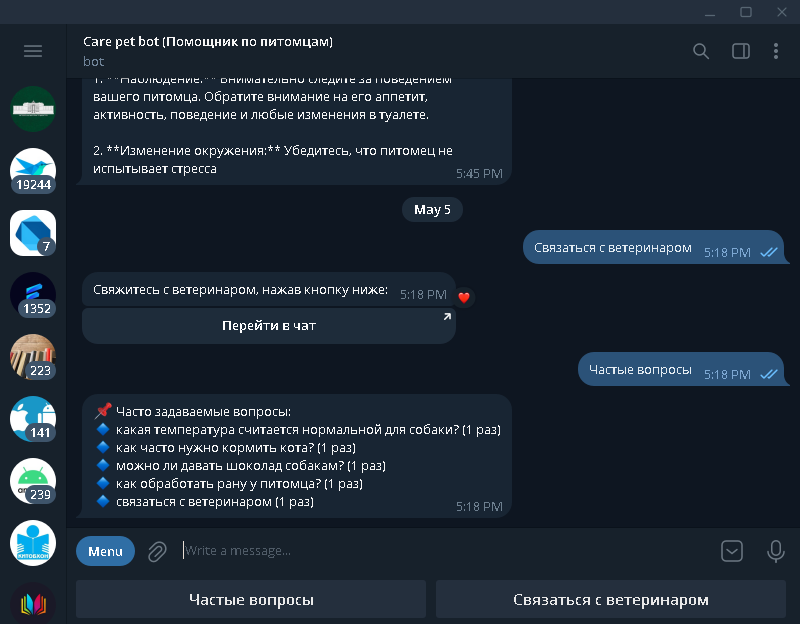 Care pet bot (Помощник по питомцам)
bot
1. **Наблюдение:** Внимательно следите за поведением
вашего питомца. Обратите внимание на его аппетит,
активность, поведение и любые изменения в туалете.
2. **Изменение окружения:** Убедитесь, что питомец не
испытывает стресса
5:45 PM
May 5
Связаться с ветеринаром 5:18 PM
Свяжитесь с ветеринаром, нажав кнопку ниже: 5:18 PM
Перейти в чат
Частые вопросы 5:18 PM
Часто задаваемые вопросы:
какая температура считается нормальной для собаки? (1 раз)
как часто нужно кормить кота? (1 раз)
можно ли давать шоколад собакам? (1 раз)
как обработать рану у питомца? (1 раз)
связаться с ветеринаром (1 раз)
5:18 PM
19244
7
1352
223
141
239
Menu
Write a message...
Частые вопросы
Связаться с ветеринаром